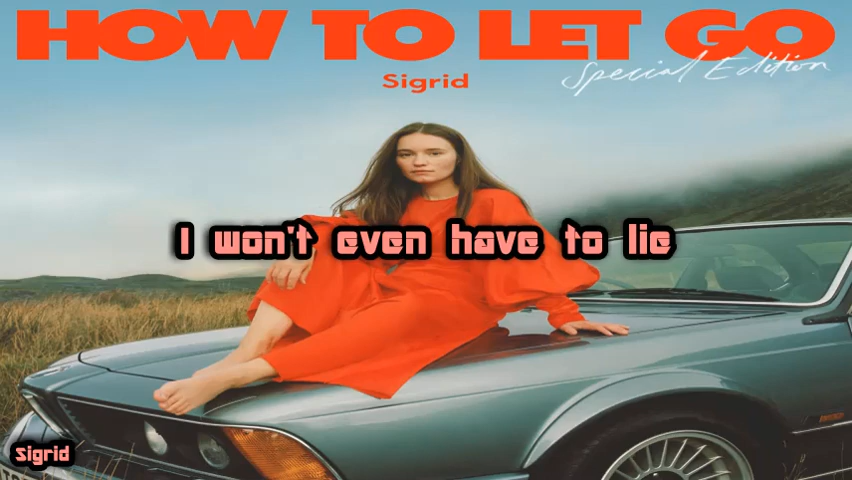 HOW TO LET GO
Sigrid
Special Edition
I won't even have to lie
Sigrid